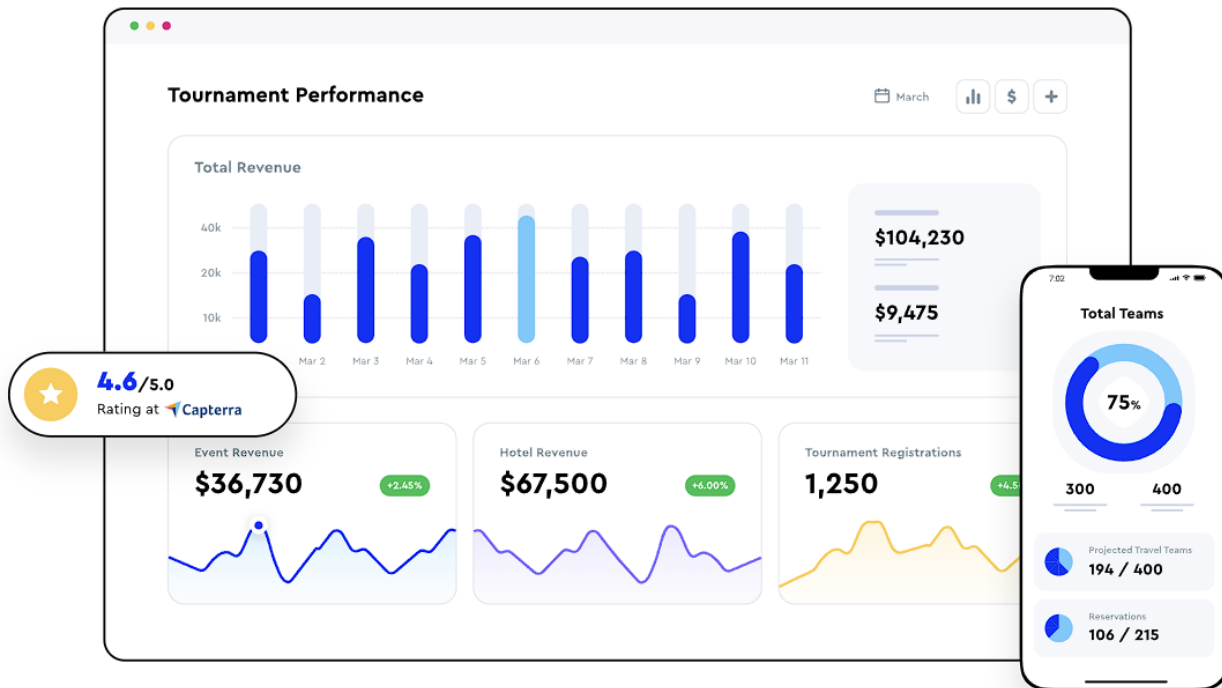 Tournament Performance
March
$
Total Revenue
40k
20k
10k
Mar 2 Mar 3 Mar 4 Mar 5 Mar 6 Mar 7 Mar 8 Mar 9 Mar 10 Mar 11
$104,230
$9,475
4.6/5.0
Rating at Capterra
Event Revenue
$36,730
+2.45%
Hotel Revenue
$67,500
+6.00%
Tournament Registrations
1,250
+4.5
7:02
Total Teams
75%
300 400
Projected Travel Teams
194 / 400
Reservations
106 / 215